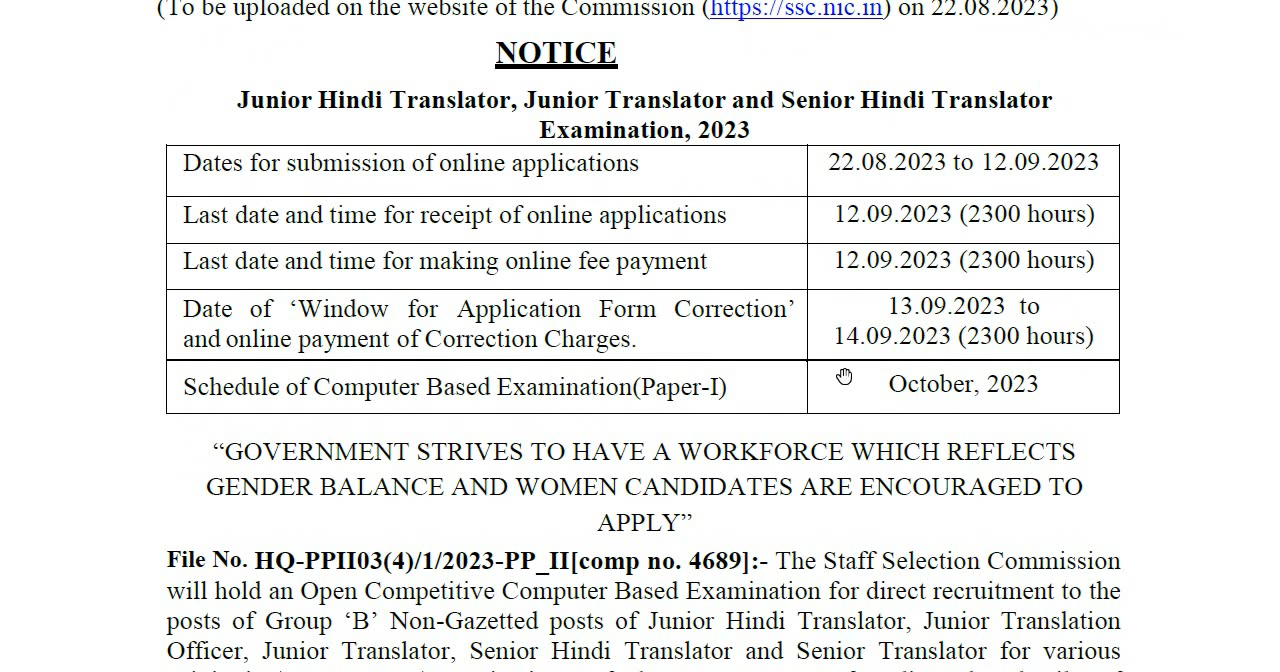 (To be uploaded on the website of the Commission (https://ssc.nic.in) on 22.08.2023)
NOTICE
Junior Hindi Translator, Junior Translator and Senior Hindi Translator
Examination, 2023
Dates for submission of online applications 22.08.2023 to 12.09.2023
Last date and time for receipt of online applications 12.09.2023 (2300 hours)
Last date and time for making online fee payment 12.09.2023 (2300 hours)
Date of ‘Window for Application Form Correction’ 13.09.2023 to
and online payment of Correction Charges. 14.09.2023 (2300 hours)
Schedule of Computer Based Examination(Paper-I) October, 2023
“GOVERNMENT STRIVES TO HAVE A WORKFORCE WHICH REFLECTS
GENDER BALANCE AND WOMEN CANDIDATES ARE ENCOURAGED TO
APPLY”
File No. HQ-PPII03(4)/1/2023-PP_II[comp no. 4689]:- The Staff Selection Commission
will hold an Open Competitive Computer Based Examination for direct recruitment to the
posts of Group ‘B’ Non-Gazetted posts of Junior Hindi Translator, Junior Translation
Officer, Junior Translator, Senior Hindi Translator and Senior Translator for various